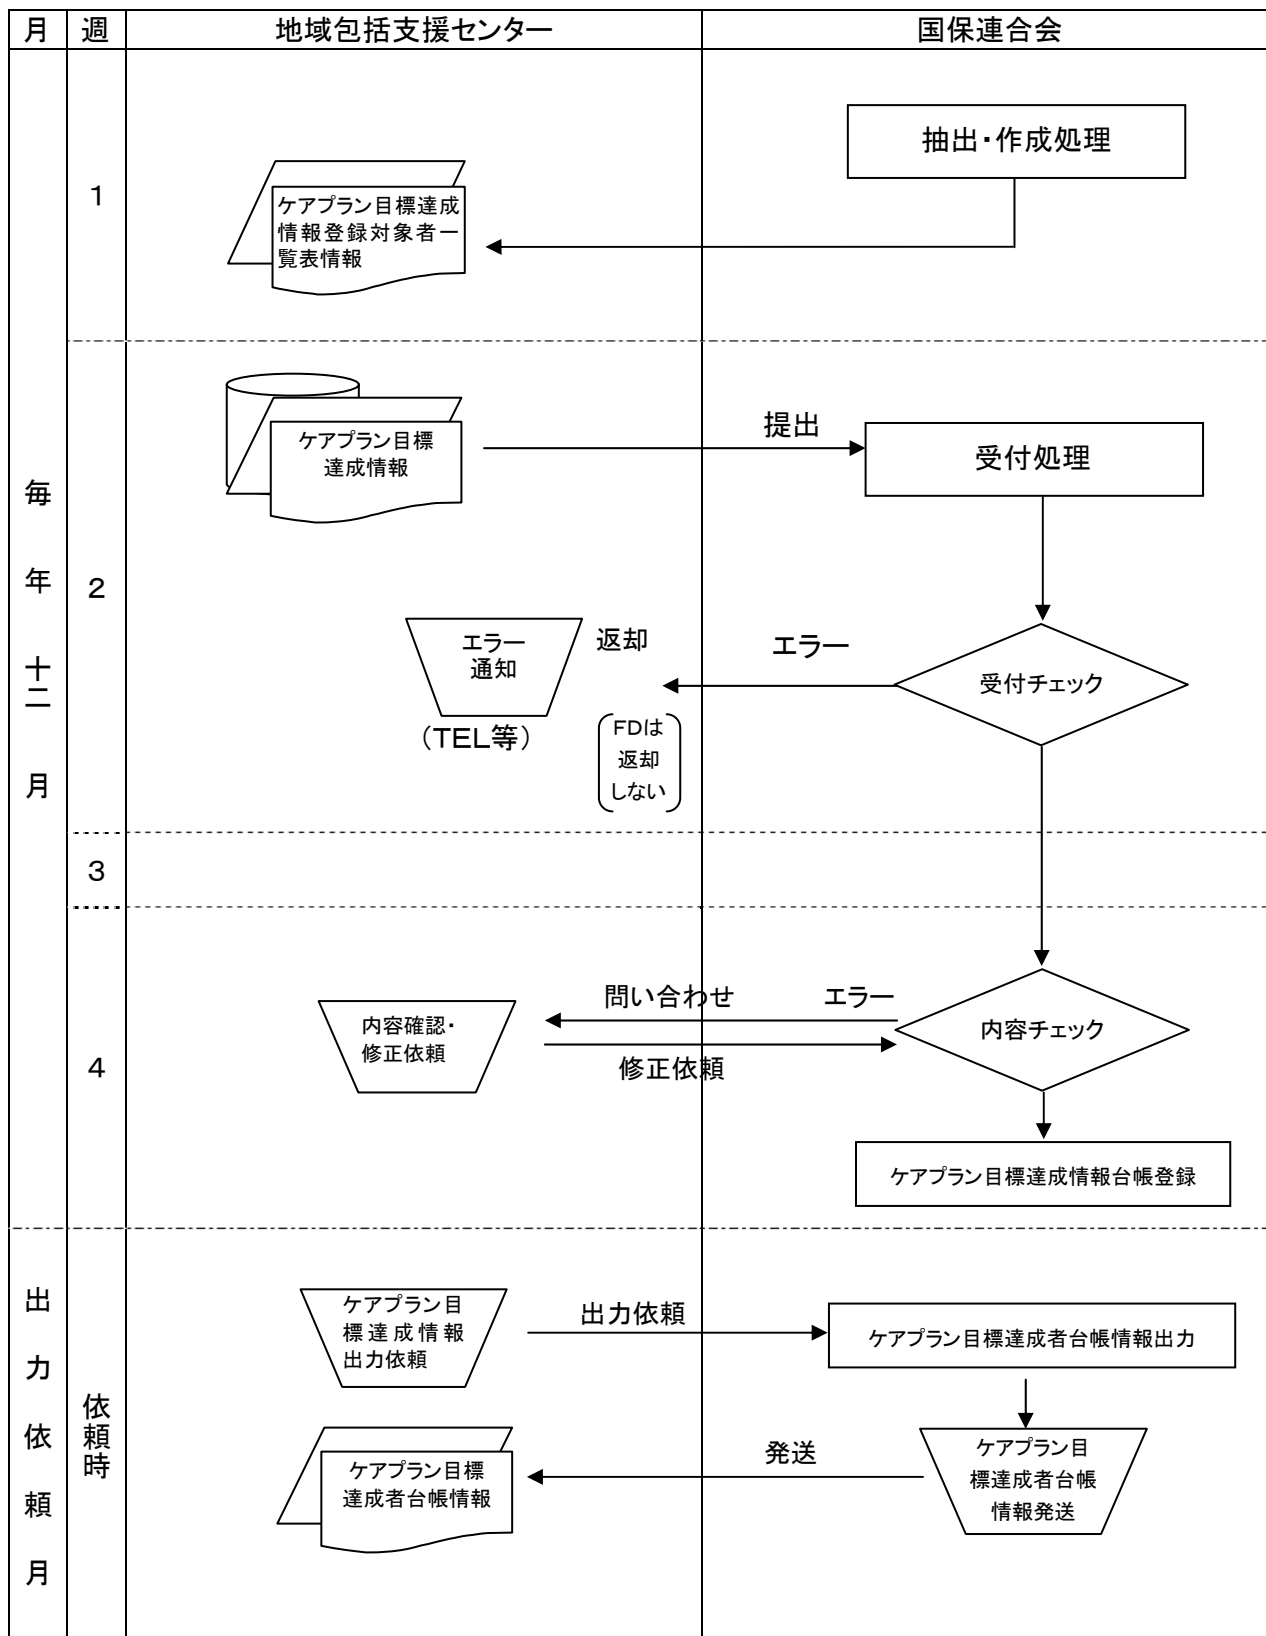 月 週 地域包括支援センター 国保連合会
毎年十二月
1
抽出・作成処理
ケアプラン目標達成
情報登録対象者一
覧表情報
2
ケアプラン目標
達成情報
提出
受付処理
エラー
通知
(TEL等)
返却
エラー
受付チェック
FDは
返却
しない
3
4
内容確認・
修正依頼
問い合わせ
エラー
修正依頼
内容チェック
ケアプラン目標達成情報台帳登録
出力依頼月
依頼時
ケアプラン目
標達成情報
出力依頼
出力依頼
ケアプラン目標達成者台帳情報出力
ケアプラン目標
達成者台帳情報
発送
ケアプラン目
標達成者台帳
情報発送